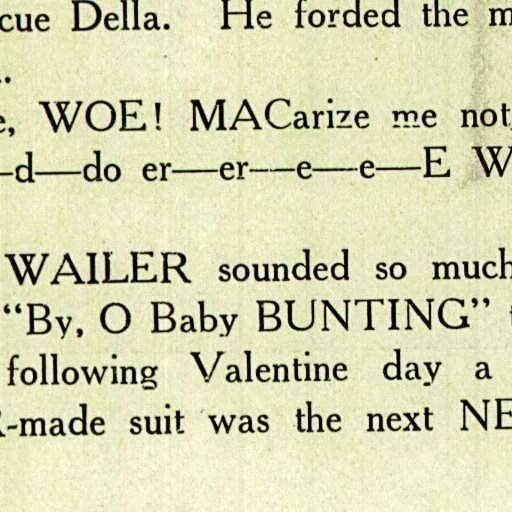 cue Della. He forded the m
.
e, WOE! MACarize me not,
-d—do er—er—e—e—E W
WAILER sounded so much
"By, O Baby BUNTING"
following Valentine day a
R-made suit was the next NE